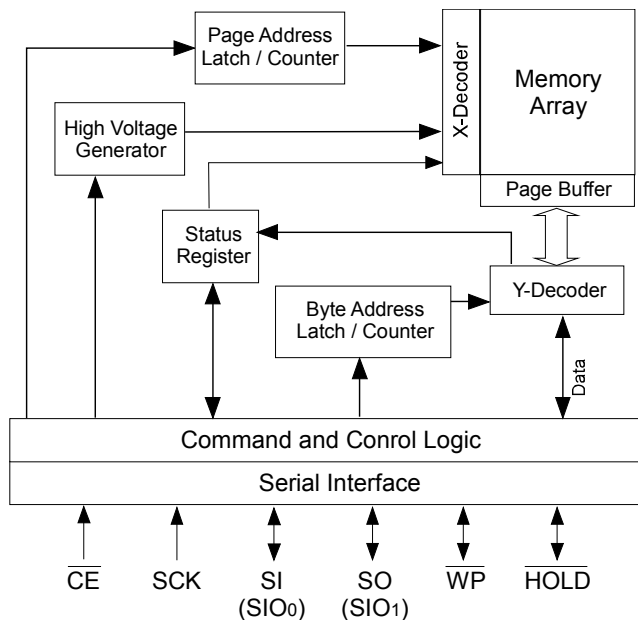 Page Address
Latch / Counter
X-Decoder
Memory
Array
High Voltage
Generator
Page Buffer
Status
Register
Y-Decoder
Byte Address
Latch / Counter
Data
Command and Conrol Logic
Serial Interface
CE
SCK
SI
(SIO0)
SO
(SIO1)
WP
HOLD